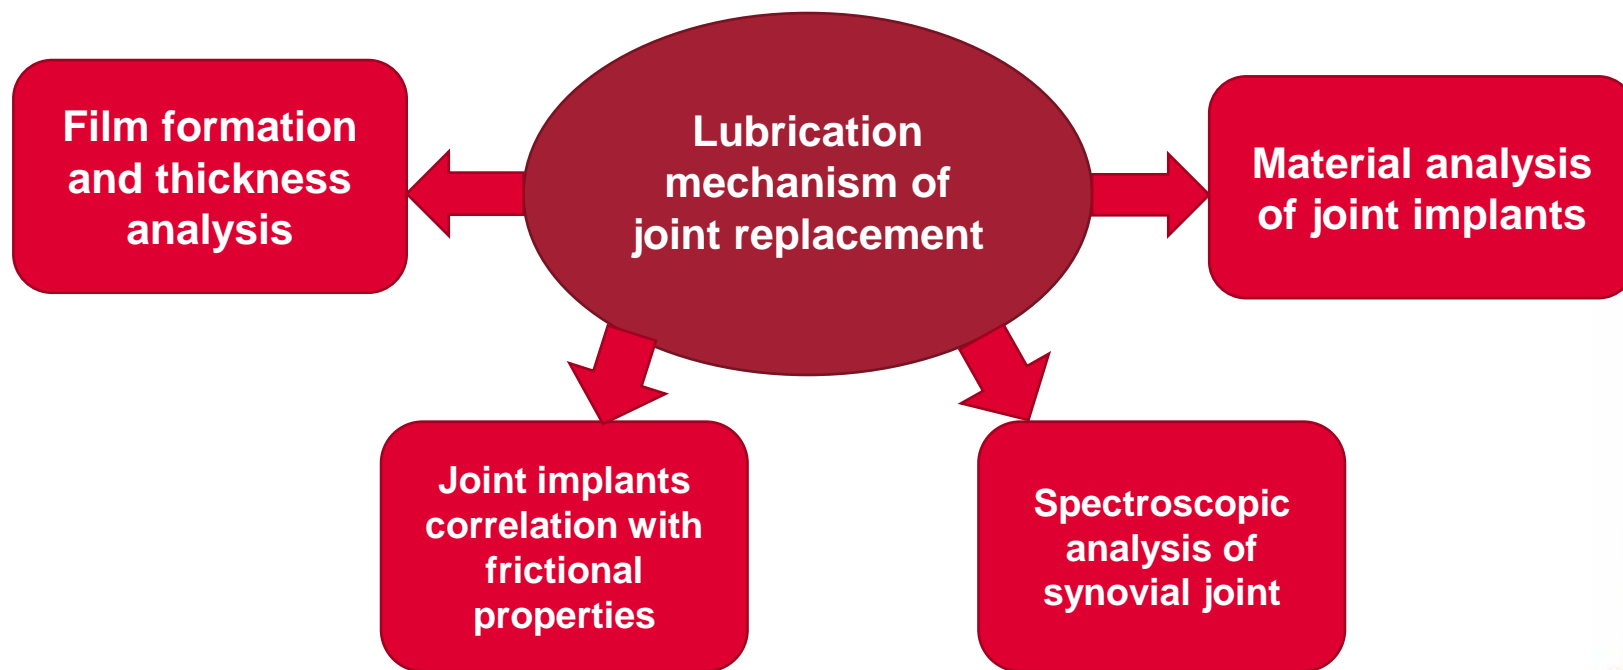 Film formation
and thickness
analysis
Lubrication
mechanism of
joint replacement
Material analysis
of joint implants
Joint implants
correlation with
frictional
properties
Spectroscopic
analysis of
synovial joint